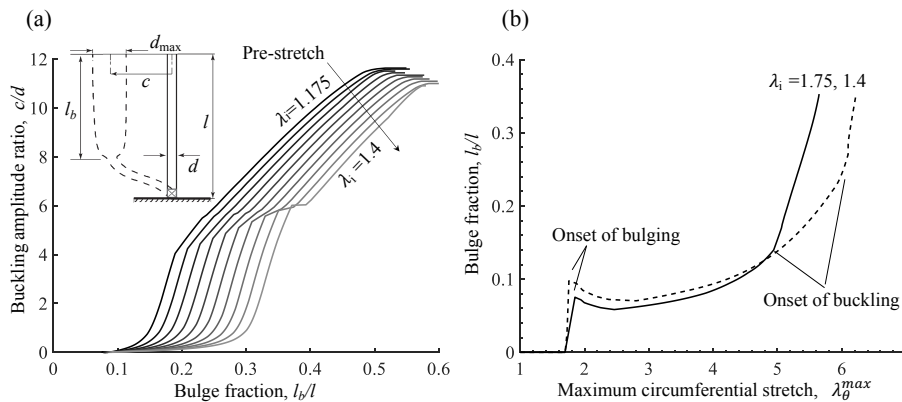 (a)
12
10
8
6
4
2
0
Buckling amplitude ratio, c/d
0 0.1 0.2 0.3 0.4 0.5 0.6
Bulge fraction, l_b/l
d_max
c
l_b
l
d
Pre-stretch
λ_i=1.175
λ_i =1.4
(b)
0.4
0.3
0.2
0.1
0
Bulge fraction, l_b/l
1 2 3 4 5 6
Maximum circumferential stretch, λ_θ^max
λ_i =1.75, 1.4
Onset of bulging
Onset of buckling